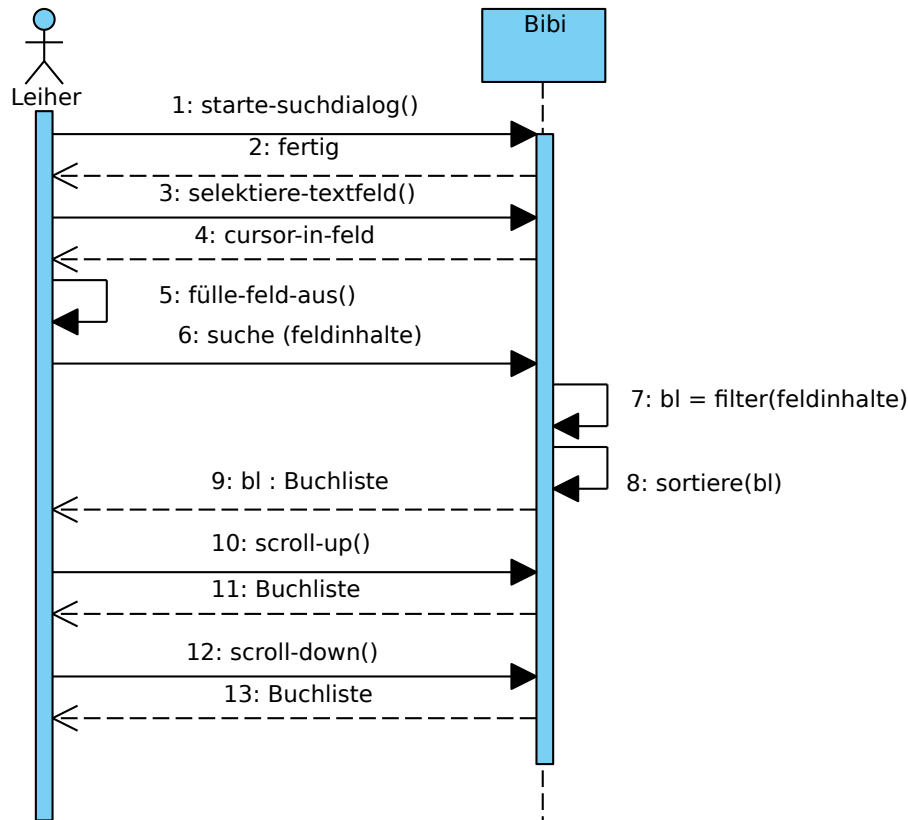 Bibi
Leiher
1: starte-suchdialog()
2: fertig
3: selektiere-textfeld()
4: cursor-in-feld
5: fülle-feld-aus()
6: suche (feldinhalte)
7: bl = filter(feldinhalte)
8: sortiere(bl)
9: bl : Buchliste
10: scroll-up()
11: Buchliste
12: scroll-down()
13: Buchliste